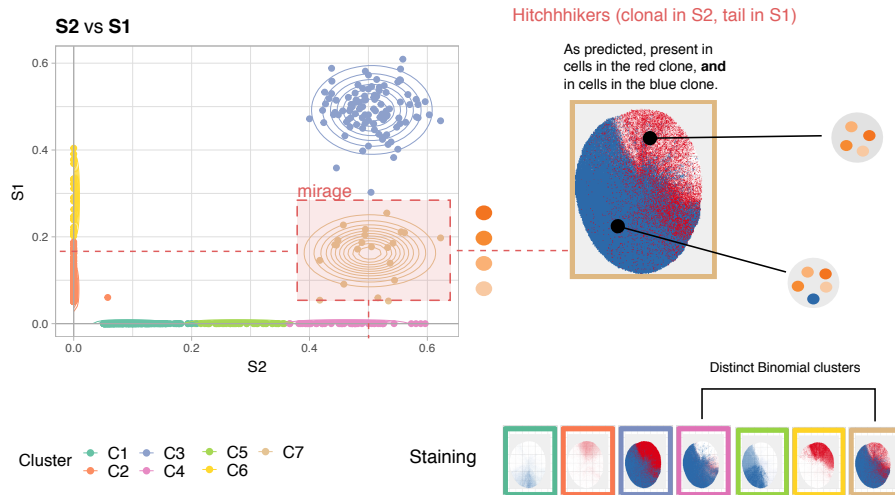 Hitchhhikers (clonal in S2, tail in S1)
S2 vs S1
As predicted, present in
cells in the red clone, and
in cells in the blue clone.
0.6
0.4
0.2
0.0
S1
mirage
0.0
0.2
0.4
0.6
S2
Distinct Binomial clusters
Cluster
C1
C3
C5
C7
C2
C4
C6
Staining